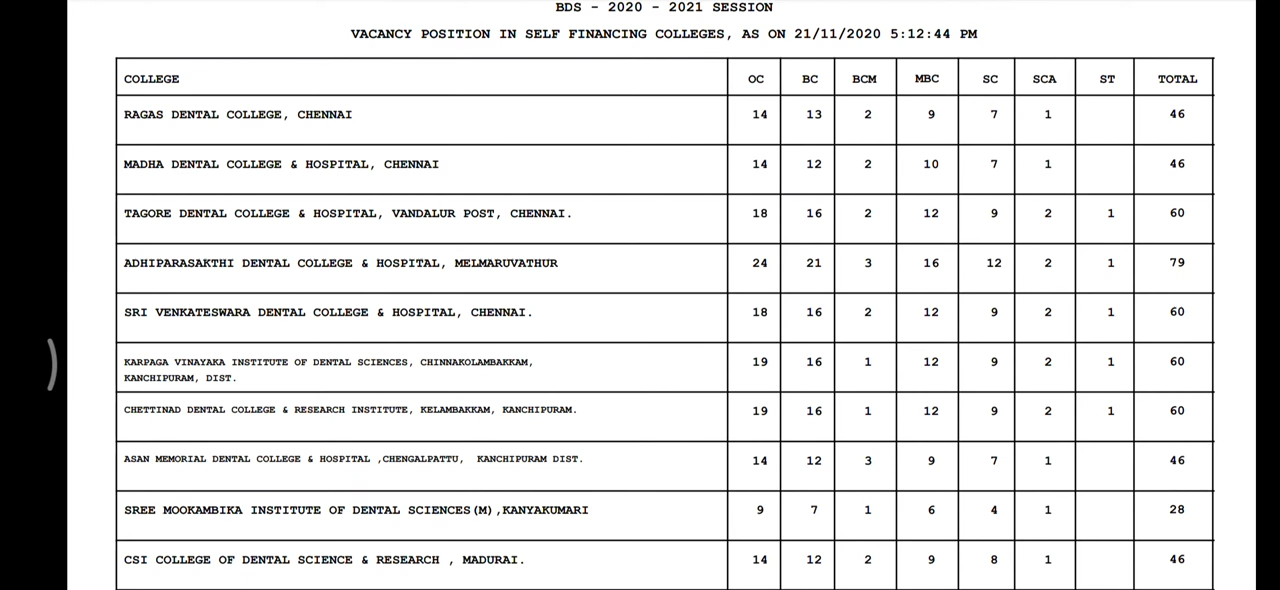 BDS - 2020 - 2021 SESSION
VACANCY POSITION IN SELF FINANCING COLLEGES, AS ON 21/11/2020 5:12:44 PM
COLLEGE OC BC BCM MBC SC SCA ST TOTAL
RAGAS DENTAL COLLEGE, CHENNAI 14 13 2 9 7 1 46
MADHA DENTAL COLLEGE & HOSPITAL, CHENNAI 14 12 2 10 7 1 46
TAGORE DENTAL COLLEGE & HOSPITAL, VANDALUR POST, CHENNAI. 18 16 2 12 9 2 1 60
ADHIPARASAKTHI DENTAL COLLEGE & HOSPITAL, MELMARUVATHUR 24 21 3 16 12 2 1 79
SRI VENKATESWARA DENTAL COLLEGE & HOSPITAL, CHENNAI. 18 16 2 12 9 2 1 60
KARPAGA VINAYAKA INSTITUTE OF DENTAL SCIENCES, CHINNAKOLAMBAKKAM, 19 16 1 12 9 2 1 60
KANCHIPURAM, DIST.
CHETTINAD DENTAL COLLEGE & RESEARCH INSTITUTE, KELAMBAKKAM, KANCHIPURAM. 19 16 1 12 9 2 1 60
ASAN MEMORIAL DENTAL COLLEGE & HOSPITAL ,CHENGALPATTU, KANCHIPURAM DIST. 14 12 3 9 7 1 46
SREE MOOKAMBIKA INSTITUTE OF DENTAL SCIENCES(M),KANYAKUMARI 9 7 1 6 4 1 28
CSI COLLEGE OF DENTAL SCIENCE & RESEARCH , MADURAI. 14 12 2 9 8 1 46